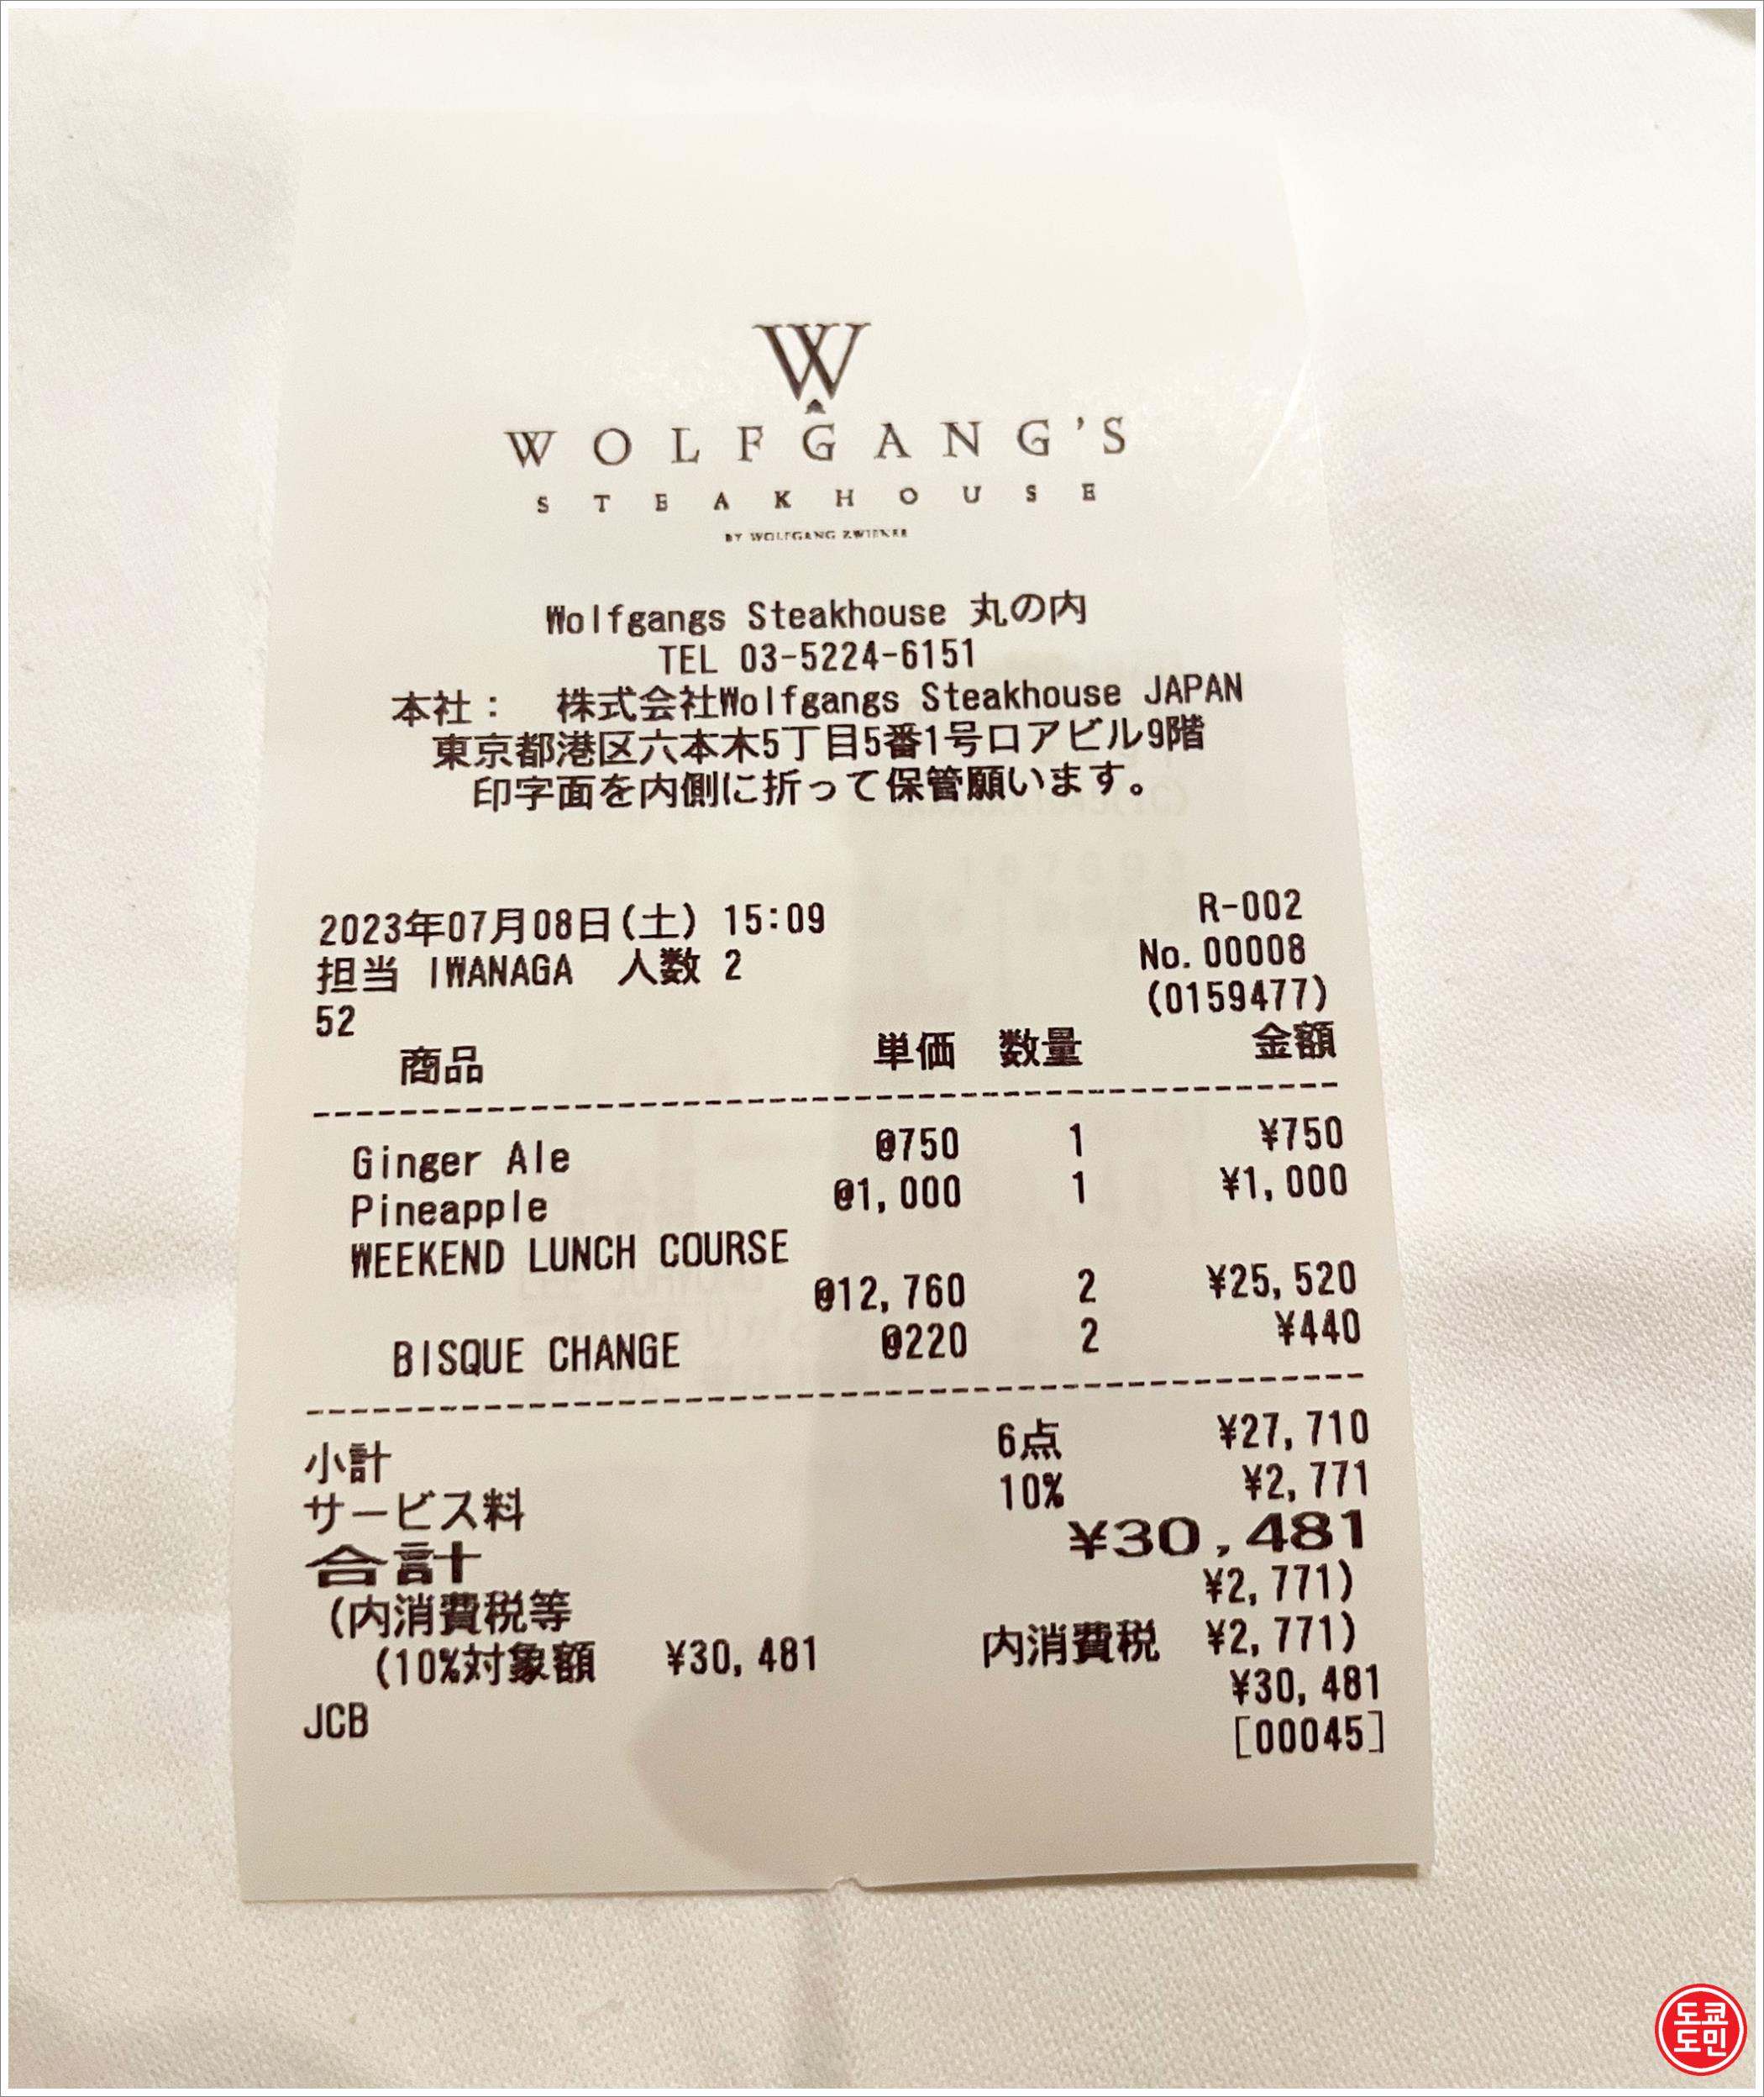 W
WOLFGANG'S
STEAKHOUSE
BY WOLFGANG ZWIENER
Wolfgangs Steakhouse 丸の内
TEL 03-5224-6151
本社： 株式会社Wolfgangs Steakhouse JAPAN
東京都港区六本木5丁目5番1号ロアビル9階
印字面を内側に折って保管願います。
2023年07月08日(土) 15:09 R-002
担当 IWANAGA 人数 2 No.00008
52 (0159477)
商品 単価 数量 金額
Ginger Ale @750 1 ¥750
Pineapple @1,000 1 ¥1,000
WEEKEND LUNCH COURSE
@12,760 2 ¥25,520
BISQUE CHANGE @220 2 ¥440
小計 6点 ¥27,710
サービス料 10% ¥2,771
合計 ¥30,481
(内消費税等 ¥2,771)
(10%対象額 ¥30,481 内消費税 ¥2,771)
JCB ¥30,481
[00045]
도쿄
도민